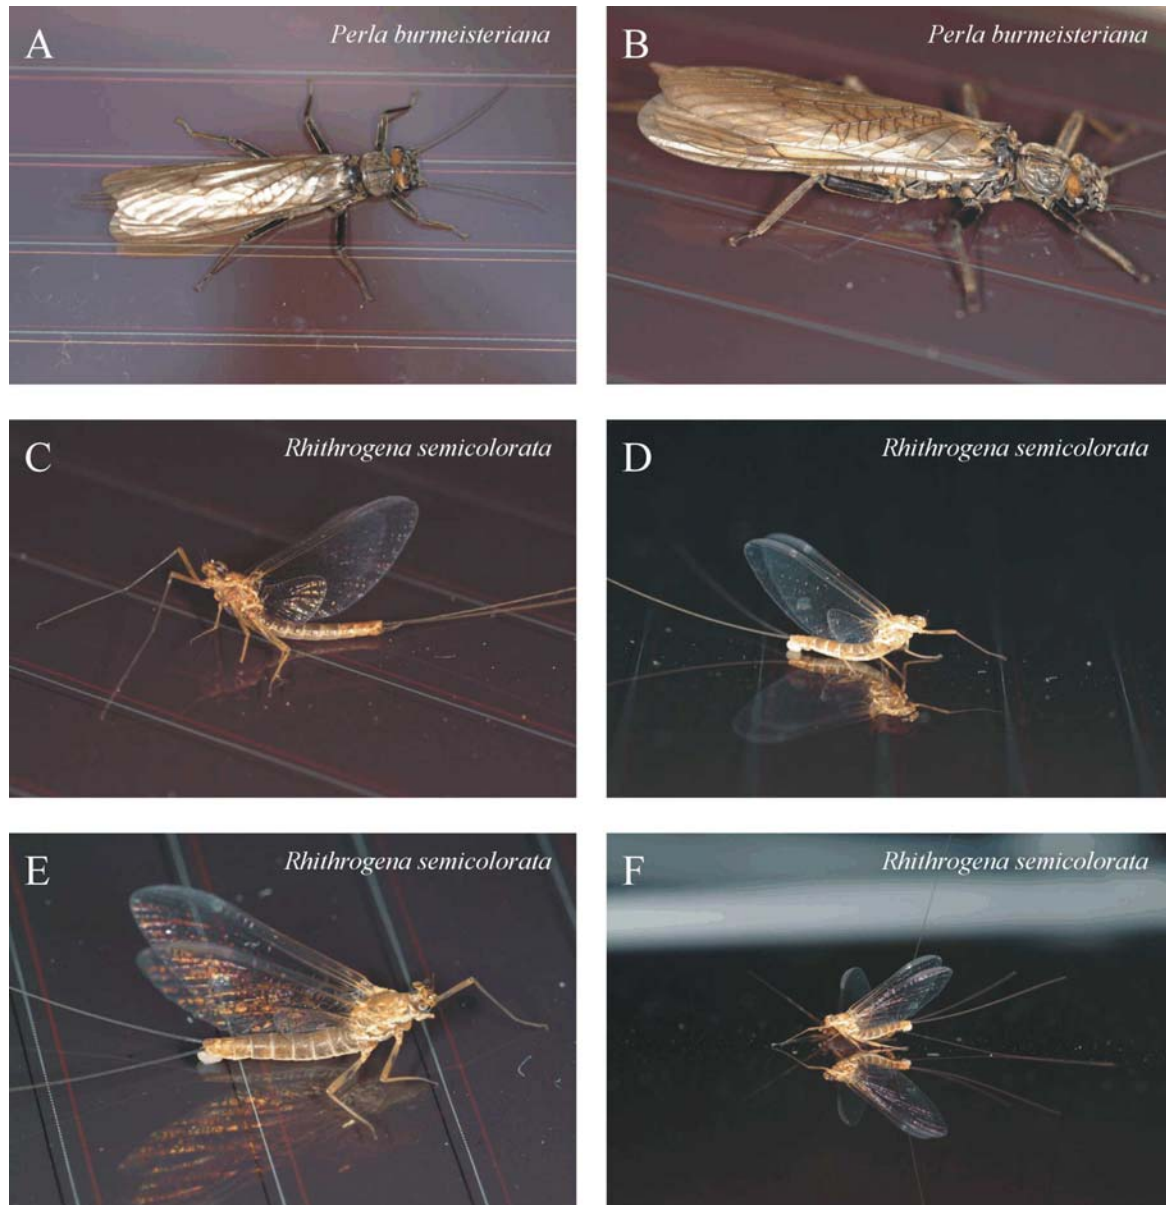 A
Perla burmeisteriana
B
Perla burmeisteriana
C
Rhithrogena semicolorata
D
Rhithrogena semicolorata
E
Rhithrogena semicolorata
F
Rhithrogena semicolorata